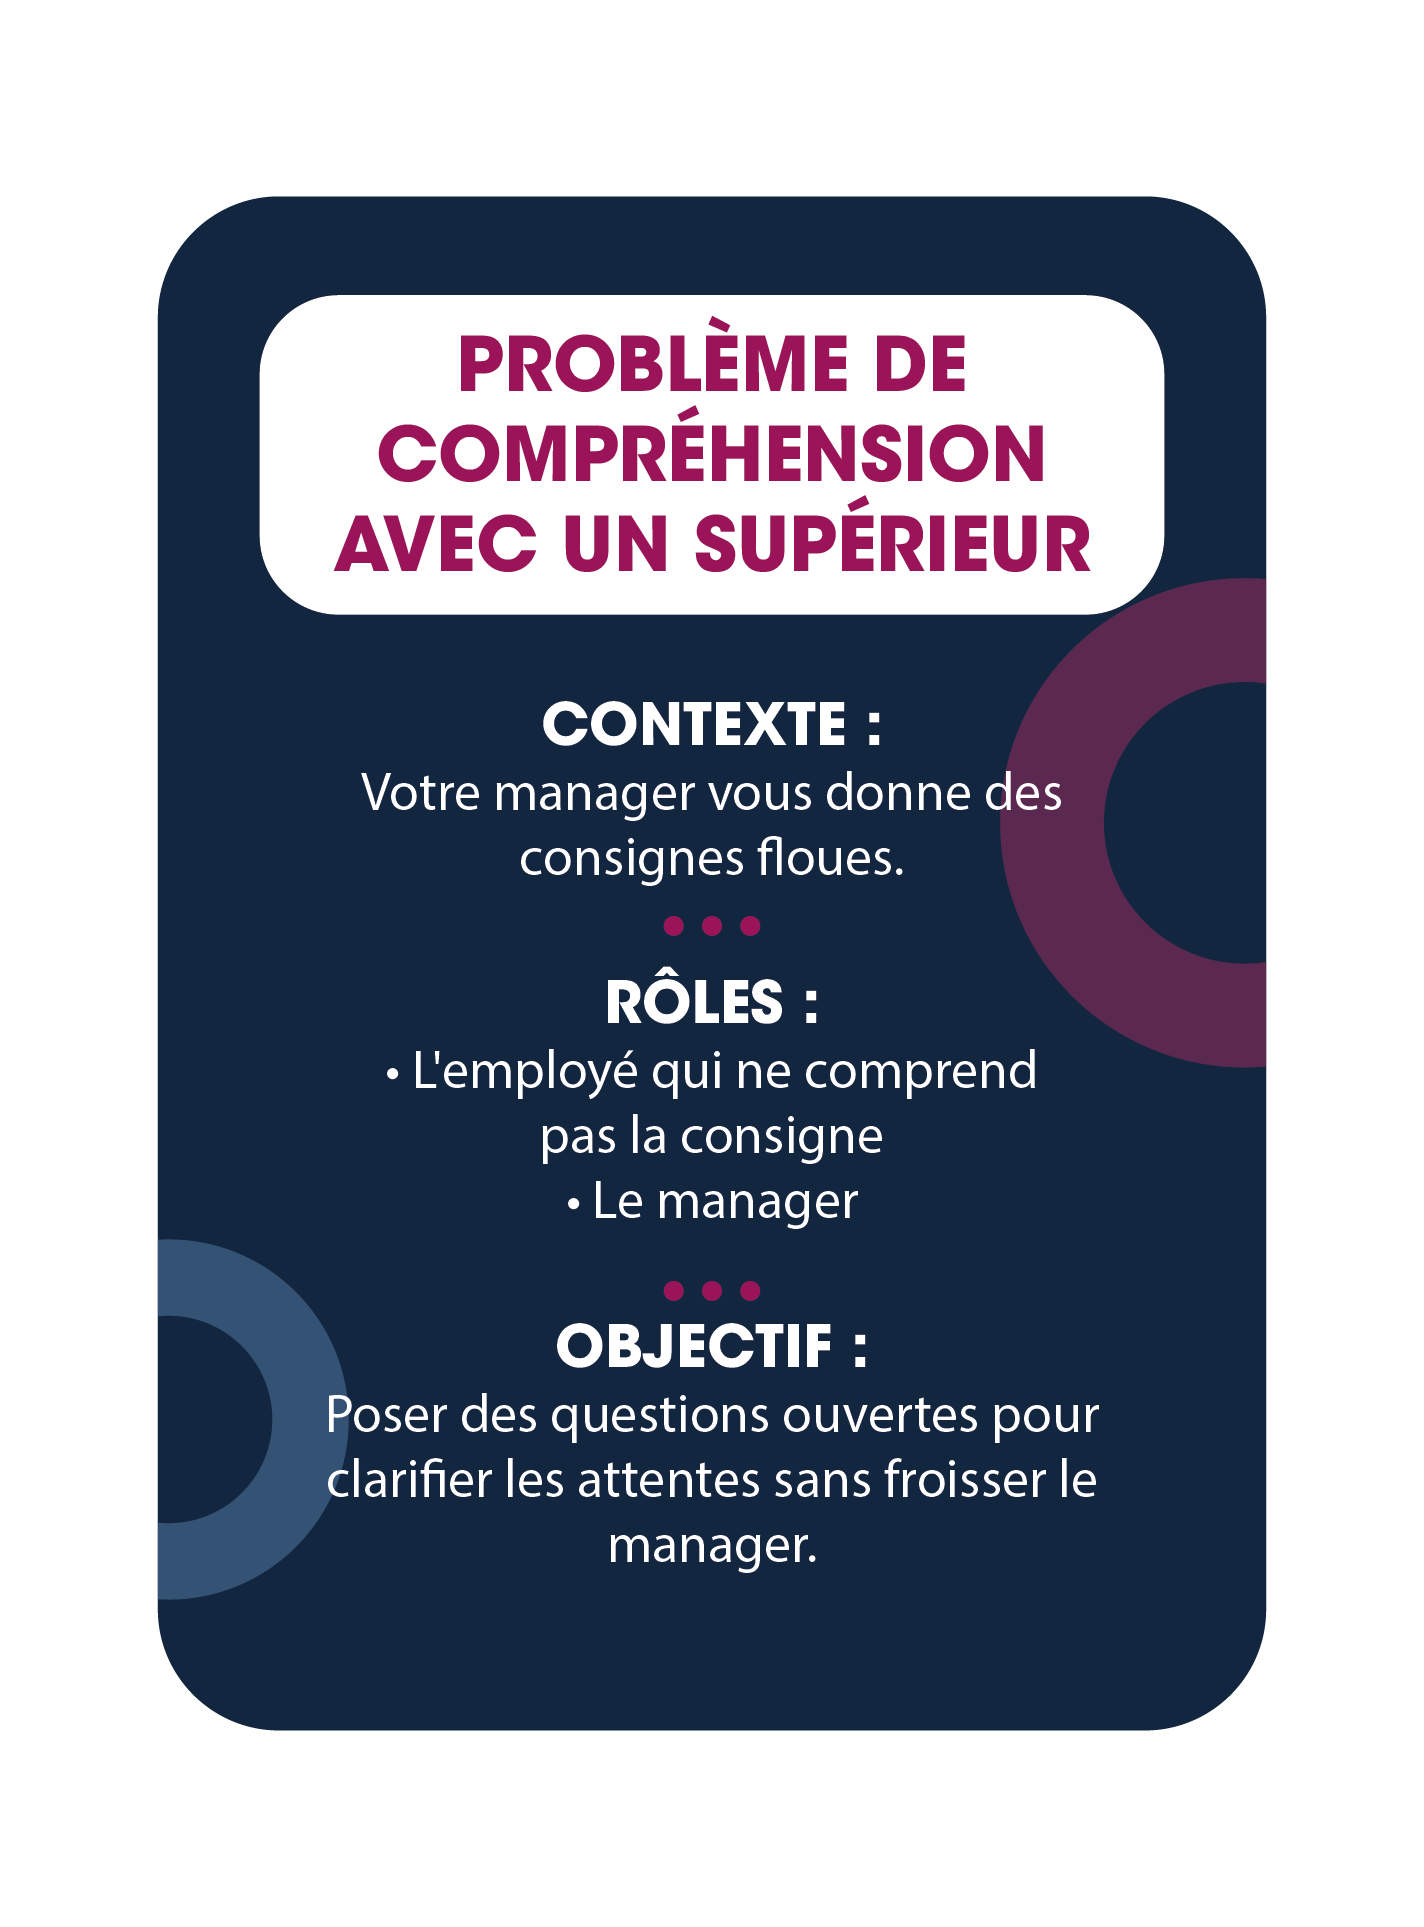 PROBLÈME DE
COMPRÉHENSION
AVEC UN SUPÉRIEUR
CONTEXTE :
Votre manager vous donne des
consignes floues.
RÔLES :
• L'employé qui ne comprend
pas la consigne
• Le manager
OBJECTIF :
Poser des questions ouvertes pour
clarifier les attentes sans froisser le
manager.